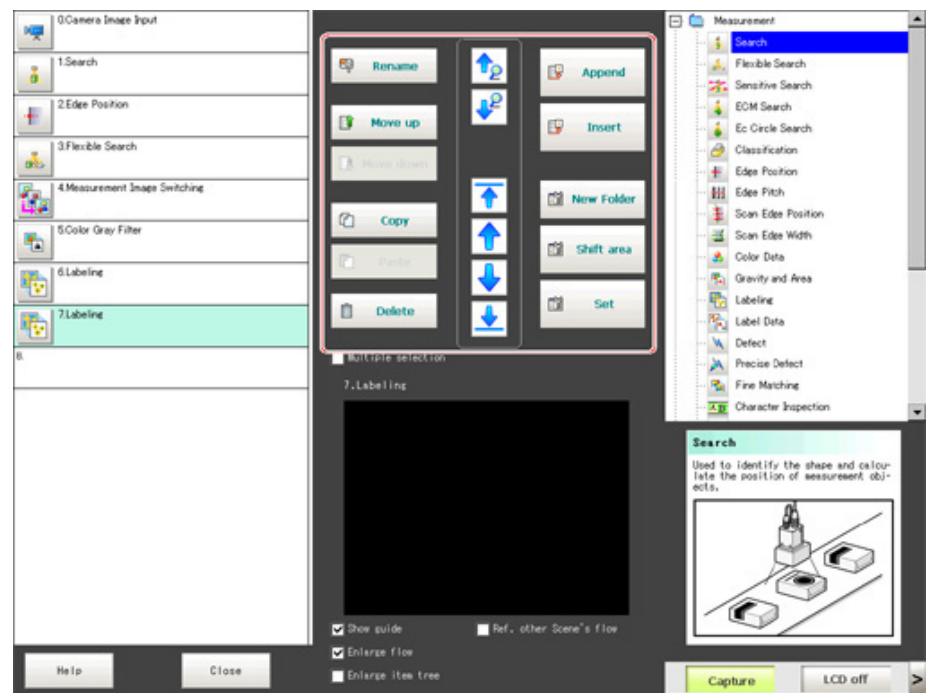 0.Camera Image Input
1.Search
2.Edge Position
3.Flexible Search
4.Measurement Image Switching
5.Color Gray Filter
6.Labeling
7.Labeling
8.
Rename
Move up
Move down
Copy
Paste
Delete
Append
Insert
New Folder
Shift area
Set
Multiple selection
7.Labeling
Show guide
Ref. other Scene's flow
Enlarge flow
Enlarge item tree
Help
Close
Measurement
Search
Flexible Search
Sensitive Search
ECM Search
Ec Circle Search
Classification
Edge Position
Edge Pitch
Scan Edge Position
Scan Edge Width
Color Data
Gravity and Area
Labeling
Label Data
Defect
Precise Defect
Fine Matching
Character Inspection
Search
Used to identify the shape and calcu-
late the position of measurement obj-
ects.
Capture
LCD off
>